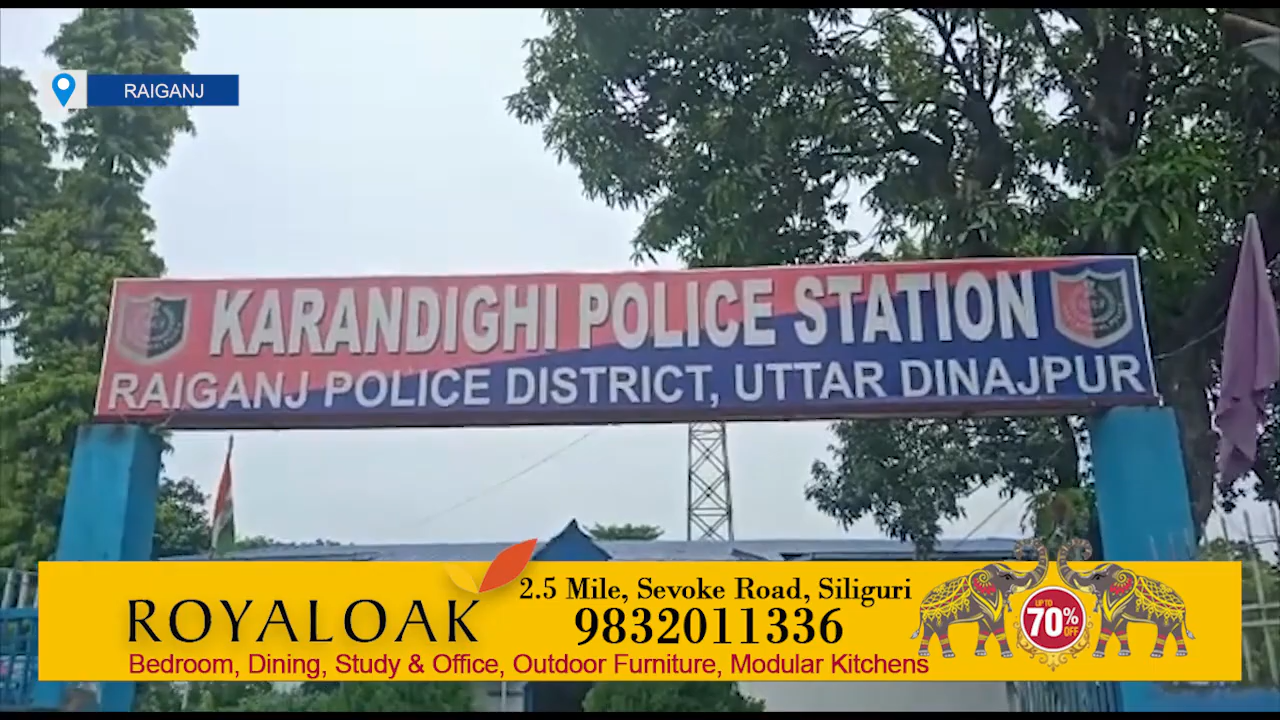 RAIGANJ
KARANDIGHI POLICE STATION
RAIGANJ POLICE DISTRICT, UTTAR DINAJPUR
ROYALOAK
2.5 Mile, Sevoke Road, Siliguri
9832011336
UP TO
70%
OFF
Bedroom, Dining, Study & Office, Outdoor Furniture, Modular Kitchens